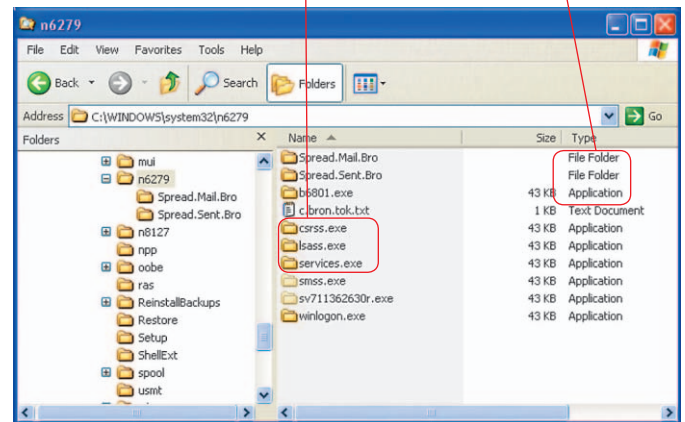 n6279
File Edit View Favorites Tools Help
Back Search Folders
Address C:\WINDOWS\system32\n6279 Go
Folders X Name Size Type
mui
n6279
Spread.Mail.Bro
Spread.Sent.Bro
n8127
npp
oobe
ras
ReinstallBackups
Restore
Setup
ShellExt
spool
usmt
Spread.Mail.Bro File Folder
Spread.Sent.Bro File Folder
b6801.exe 43 KB Application
c.bron.tok.txt 1 KB Text Document
csrss.exe 43 KB Application
lsass.exe 43 KB Application
services.exe 43 KB Application
smss.exe 43 KB Application
sv711362630r.exe 43 KB Application
winlogon.exe 43 KB Application